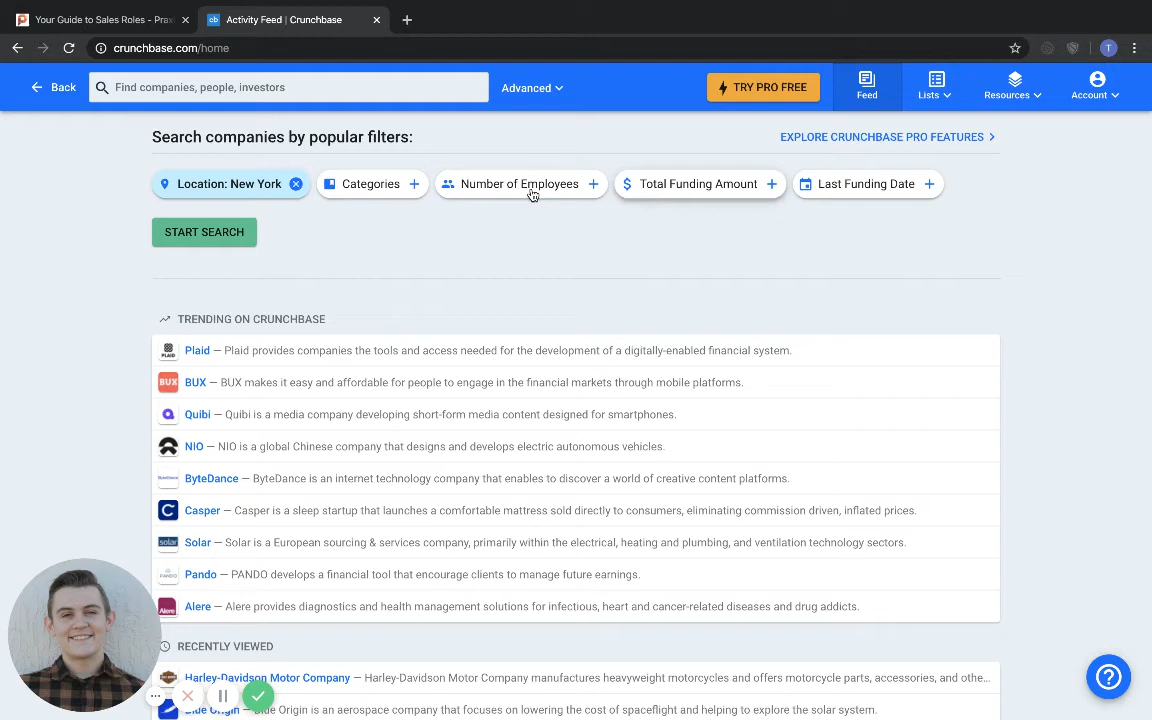 Your Guide to Sales Roles - Prax
Activity Feed | Crunchbase
crunchbase.com/home
T
Back
Find companies, people, investors
Advanced
TRY PRO FREE
Feed
Lists
Resources
Account
Search companies by popular filters:
EXPLORE CRUNCHBASE PRO FEATURES
Location: New York
Categories
Number of Employees
Total Funding Amount
Last Funding Date
START SEARCH
TRENDING ON CRUNCHBASE
PLAID Plaid — Plaid provides companies the tools and access needed for the development of a digitally-enabled financial system.
BUX BUX — BUX makes it easy and affordable for people to engage in the financial markets through mobile platforms.
Quibi — Quibi is a media company developing short-form media content designed for smartphones.
NIO — NIO is a global Chinese company that designs and develops electric autonomous vehicles.
ByteDance — ByteDance is an internet technology company that enables to discover a world of creative content platforms.
Casper — Casper is a sleep startup that launches a comfortable mattress sold directly to consumers, eliminating commission driven, inflated prices.
solar Solar — Solar is a European sourcing & services company, primarily within the electrical, heating and plumbing, and ventilation technology sectors.
PANDO Pando — PANDO develops a financial tool that encourage clients to manage future earnings.
Alere Alere — Alere provides diagnostics and health management solutions for infectious, heart and cancer-related diseases and drug addicts.
RECENTLY VIEWED
Harley-Davidson Motor Company — Harley-Davidson Motor Company manufactures heavyweight motorcycles and offers motorcycle parts, accessories, and othe...
Blue Origin — Blue Origin is an aerospace company that focuses on lowering the cost of spaceflight and helping to explore the solar system.